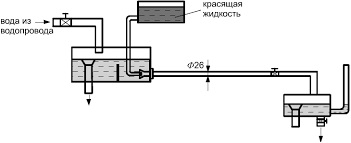 красящая
жидкость
вода из
водопровода
Ф26